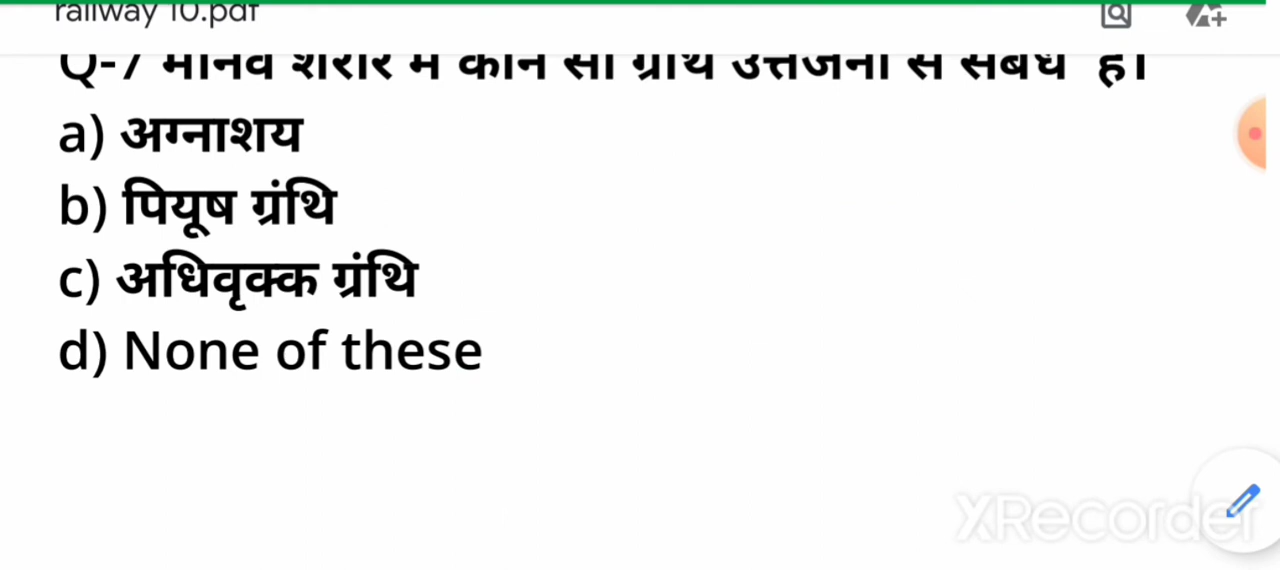 railway 10.pdf
Q-7 मानव शरीर में कौन सी ग्रंथि उत्तेजना से संबंध है।
a) अग्नाशय
b) पियूष ग्रंथि
c) अधिवृक्क ग्रंथि
d) None of these
XRecorder